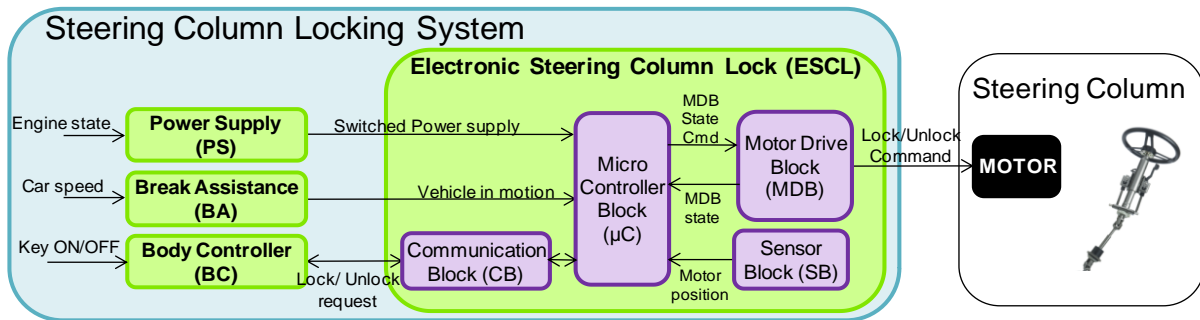 Steering Column Locking System
Electronic Steering Column Lock (ESCL)
Steering Column
Engine state
Power Supply
(PS)
Switched Power supply
MDB
State
Cmd
Motor Drive
Block
(MDB)
Lock/Unlock
Command
MOTOR
Micro
Controller
Block
(µC)
Car speed
Break Assistance
(BA)
Vehicle in motion
MDB
state
Key ON/OFF
Body Controller
(BC)
Lock/ Unlock
request
Communication
Block (CB)
Motor
position
Sensor
Block (SB)